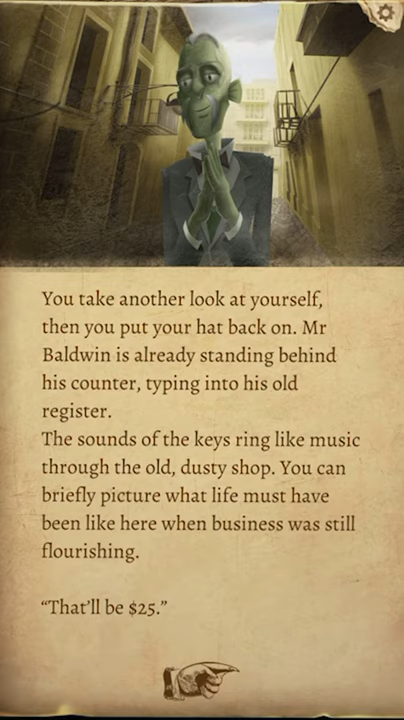 You take another look at yourself,
then you put your hat back on. Mr
Baldwin is already standing behind
his counter, typing into his old
register.
The sounds of the keys ring like music
through the old, dusty shop. You can
briefly picture what life must have
been like here when business was still
flourishing.
“That’ll be $25.”